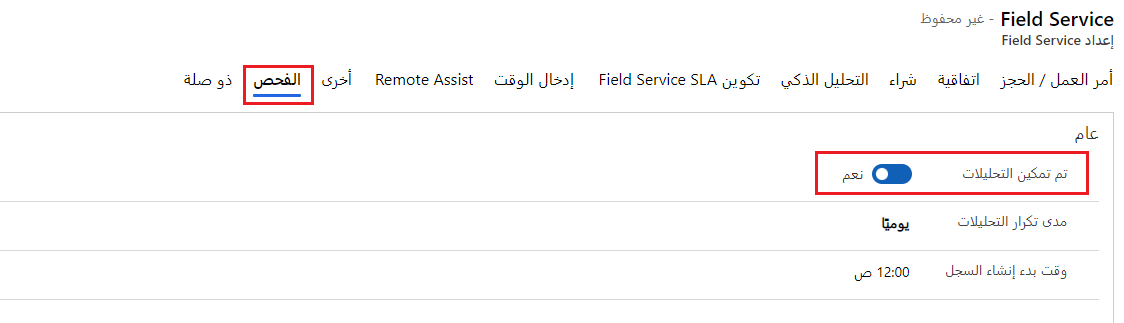 Field Service - غير محفوظ
إعداد Field Service
أمر العمل / الحجز اتفاقية شراء التحليل الذكي تكوين Field Service SLA إدخال الوقت Remote Assist أخرى الفحص ذو صلة
عام
تم تمكين التحليلات نعم
مدى تكرار التحليلات يوميًا
وقت بدء إنشاء السجل 12:00 ص